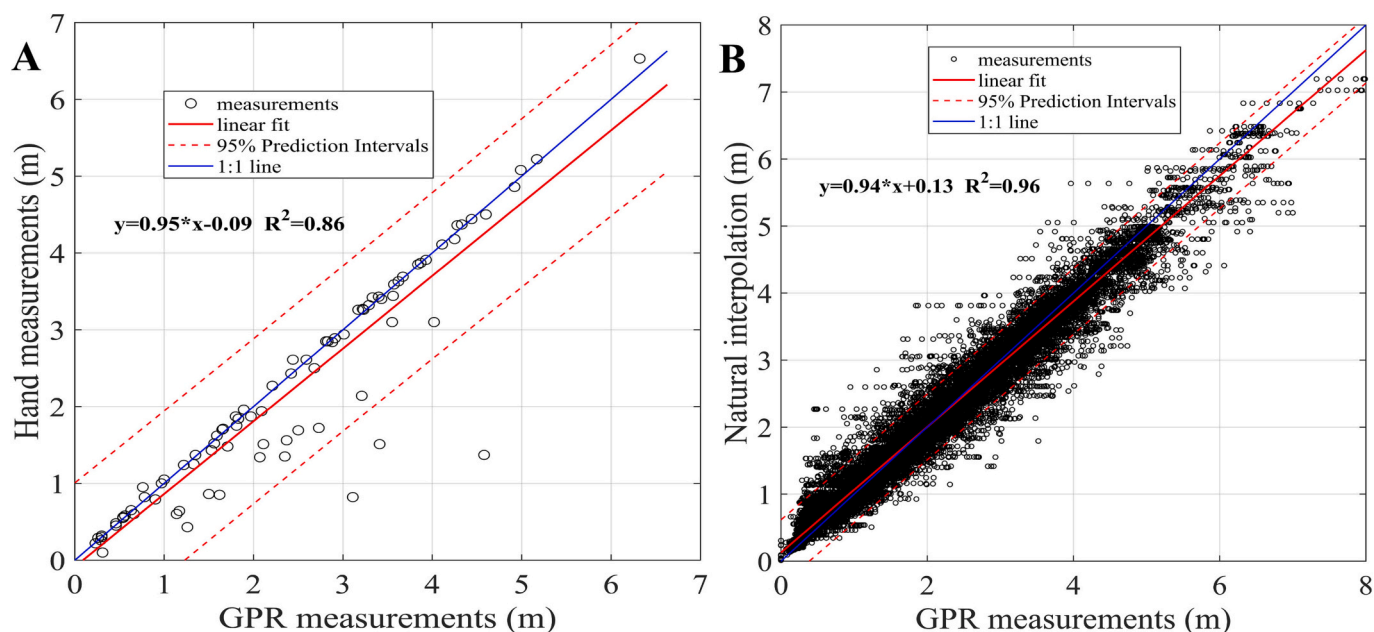 A
7
6
5
4
3
2
1
0
Hand measurements (m)
measurements
linear fit
95% Prediction Intervals
1:1 line
y=0.95*x-0.09 R²=0.86
0 1 2 3 4 5 6 7
GPR measurements (m)
B
8
7
6
5
4
3
2
1
0
Natural interpolation (m)
measurements
linear fit
95% Prediction Intervals
1:1 line
y=0.94*x+0.13 R²=0.96
0 2 4 6 8
GPR measurements (m)